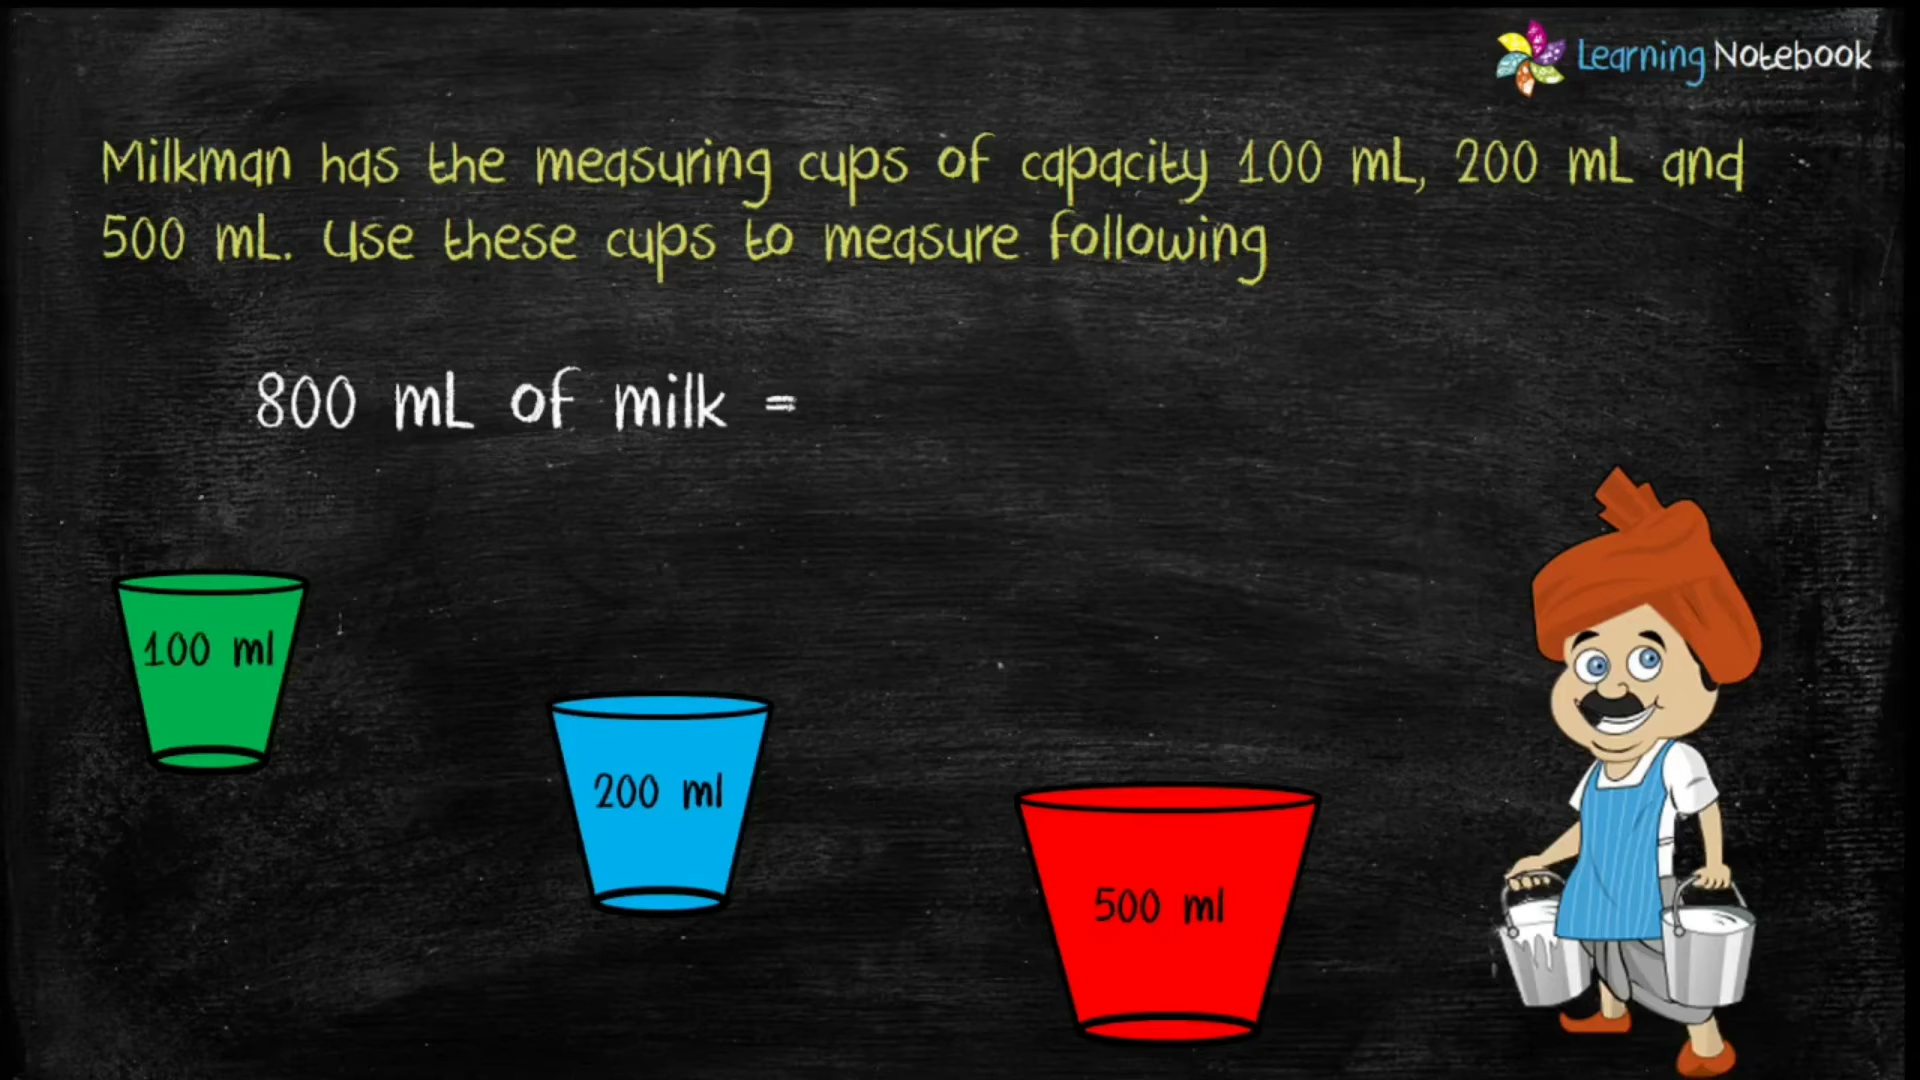 Learning Notebook
Milkman has the measuring cups of capacity 100 mL, 200 mL and
500 mL. Use these cups to measure following
800 mL of milk =
100 ml
200 ml
500 ml